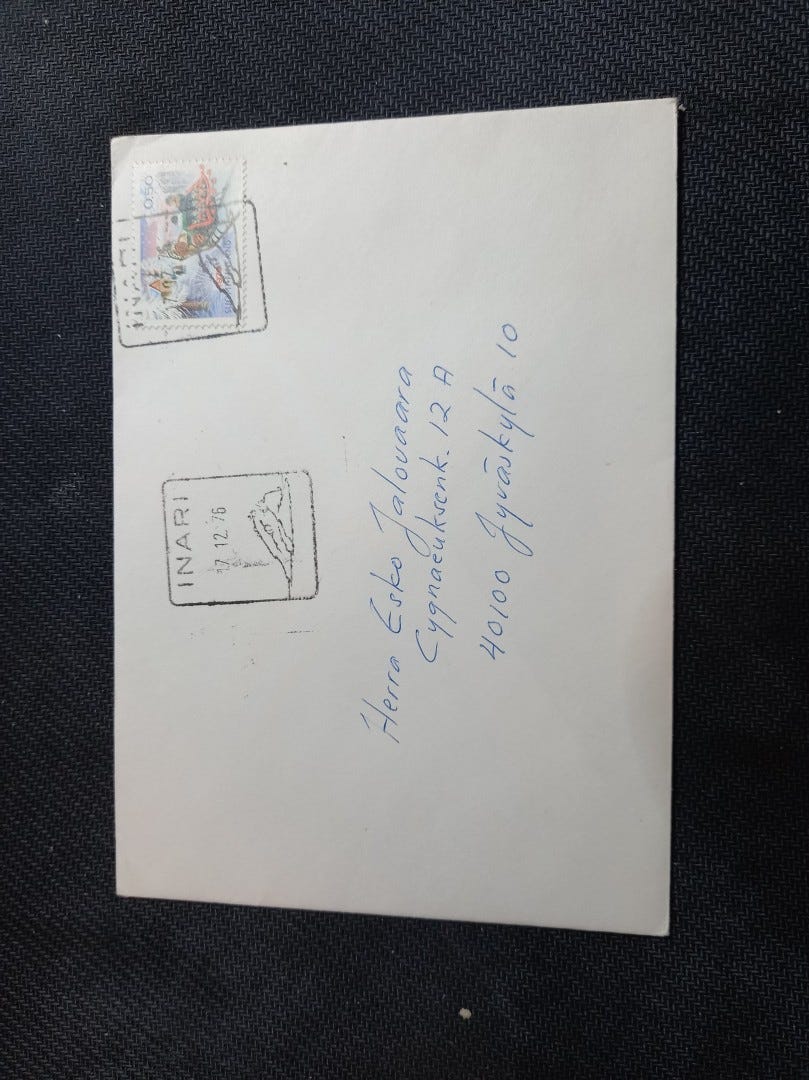 INARI
0,50
INARI
17.12.76
Herra Esko Jalovaara
Cygnaeuksenk. 12 A
40100 Jyväskylä 10